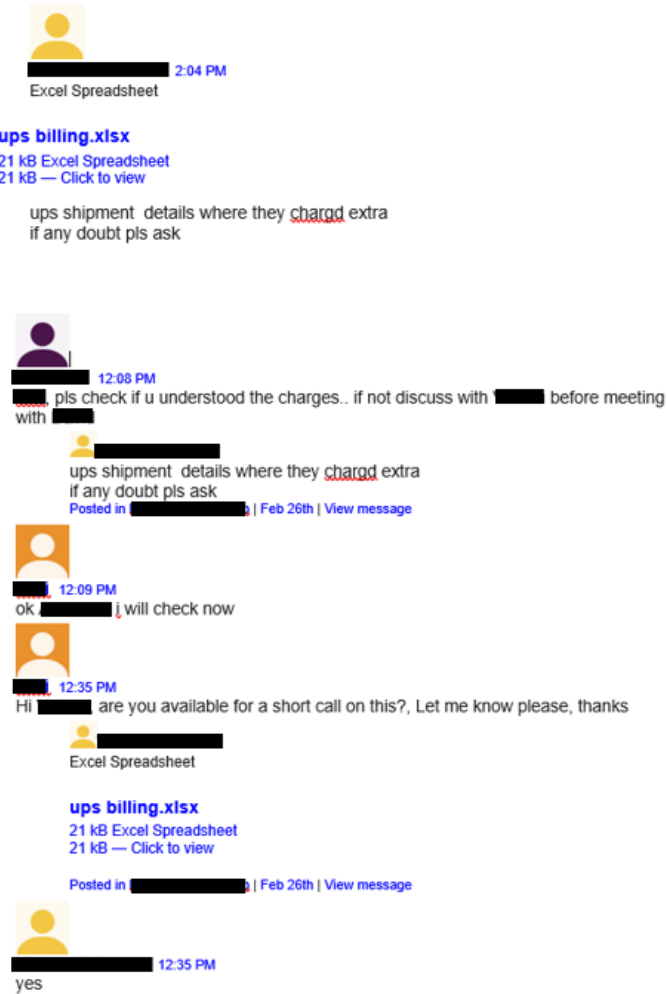 2:04 PM
Excel Spreadsheet
ups billing.xlsx
21 kB Excel Spreadsheet
21 kB — Click to view
ups shipment  details where they chargd extra
if any doubt pls ask
12:08 PM
, pls check if u understood the charges.. if not discuss with before meeting
with
ups shipment  details where they chargd extra
if any doubt pls ask
Posted in | Feb 26th | View message
12:09 PM
ok i will check now
12:35 PM
Hi , are you available for a short call on this?, Let me know please, thanks
Excel Spreadsheet
ups billing.xlsx
21 kB Excel Spreadsheet
21 kB — Click to view
Posted in | Feb 26th | View message
12:35 PM
yes